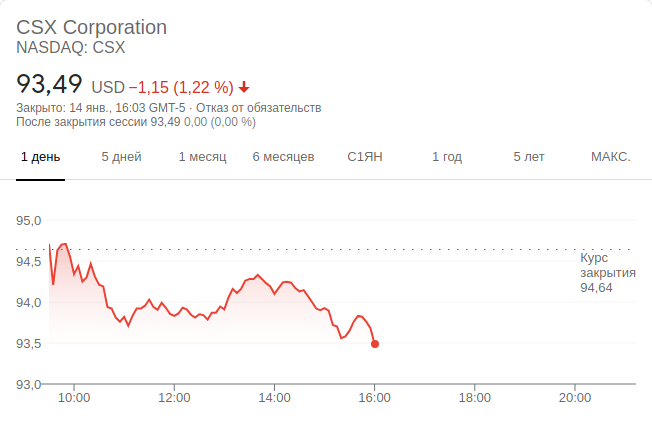 CSX Corporation
NASDAQ: CSX
93,49 USD −1,15 (1,22 %)
Закрыто: 14 янв., 16:03 GMT-5 · Отказ от обязательств
После закрытия сессии 93,49 0,00 (0,00 %)
1 день 5 дней 1 месяц 6 месяцев С1ЯН 1 год 5 лет МАКС.
95,0
Курс
94,5
закрытия
94,64
94,0
93,5
93,0
10:00 12:00 14:00 16:00 18:00 20:00